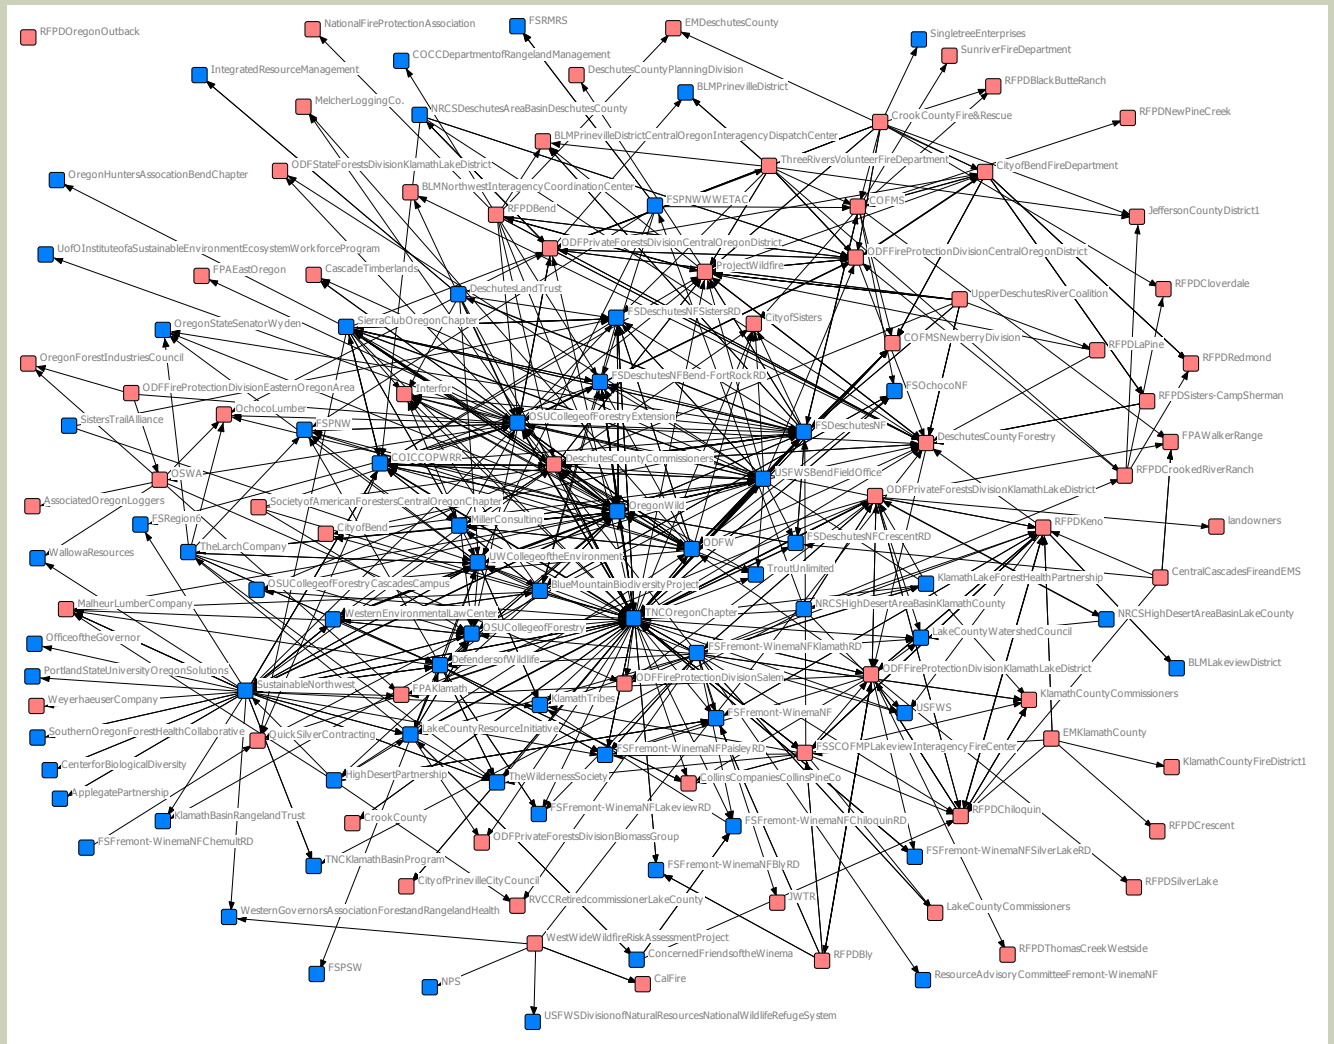 RFPDOregonOutback
NationalFireProtectionAssociation
FSRMRS
EMDeschutesCounty
SingletreeEnterprises
SunriverFireDepartment
COCCDepartmentofRangelandManagement
IntegratedResourceManagement
DeschutesCountyPlanningDivision
BLMPrinevilleDistrict
RFPDBlackButteRanch
MelcherLoggingCo.
NRCSDeschutesAreaBasinDeschutesCounty
CrookCountyFire&Rescue
RFPDNewPineCreek
BLMPrinevilleDistrictCentralOregonInteragencyDispatchCenter
ThreeRiversVolunteerFireDepartment
CityofBendFireDepartment
ODFStateForestsDivisionKlamathLakeDistrict
OregonHuntersAssocationBendChapter
BLMNorthwestInteragencyCoordinationCenter
FSPNWWWETAC
COFMS
RFPDBend
JeffersonCountyDistrict1
ODFPrivateForestsDivisionCentralOregonDistrict
UofOInstituteofaSustainableEnvironmentEcosystemWorkforceProgram
ODFFireProtectionDivisionCentralOregonDistrict
FPAEastOregon
CascadeTimberlands
ProjectWildfire
DeschutesLandTrust
RFPDCloverdale
UpperDeschutesRiverCoalition
FSDeschutesNFSistersRD
CityofSisters
OregonStateSenatorWyden
SierraClubOregonChapter
COFMSNewberryDivision
RFPDLaPine
OregonForestIndustriesCouncil
RFPDRedmond
FSDeschutesNFBend-FortRockRD
ODFFireProtectionDivisionEasternOregonArea
Interfor
FSOchocoNF
RFPDSisters-CampSherman
OchocoLumber
OSUCollegeofForestryExtension
SistersTrailAlliance
FSPNW
FSDeschutesNF
DeschutesCountyForestry
FPAWalkerRange
COICCOPWRR
DeschutesCountyCommissioners
OSWA
USFWSBendFieldOffice
RFPDCrookedRiverRanch
ODFPrivateForestsDivisionKlamathLakeDistrict
AssociatedOregonLoggers
SocietyofAmericanForestersCentralOregonChapter
OregonWild
FSRegion6
MillerConsulting
CityofBend
RFPDKeno
landowners
FSDeschutesNFCrescentRD
ODFW
WallowaResources
TheLarchCompany
UWCollegeoftheEnvironment
TroutUnlimited
KlamathLakeForestHealthPartnership
CentralCascadesFireandEMS
OSUCollegeofForestryCascadesCampus
BlueMountainBiodiversityProject
MalheurLumberCompany
NRCSHighDesertAreaBasinKlamathCounty
WesternEnvironmentalLawCenter
TNCOregonChapter
NRCSHighDesertAreaBasinLakeCounty
OSUCollegeofForestry
LakeCountyWatershedCouncil
OfficeoftheGovernor
FSFremont-WinemaNFKlamathRD
DefendersofWildlife
BLMLakeviewDistrict
PortlandStateUniversityOregonSolutions
ODFFireProtectionDivisionKlamathLakeDistrict
SustainableNorthwest
ODFFireProtectionDivisionSalem
FPAKlamath
KlamathCountyCommissioners
WeyerhaeuserCompany
KlamathTribes
USFWS
FSFremont-WinemaNF
SouthernOregonForestHealthCollaborative
QuickSilverContracting
LakeCountyResourceInitiative
EMKlamathCounty
FSFremont-WinemaNFPaisleyRD
FSSCOFMPLakeviewInteragencyFireCenter
CenterforBiologicalDiversity
KlamathCountyFireDistrict1
HighDesertPartnership
TheWildernessSociety
CollinsCompaniesCollinsPineCo
ApplegatePartnership
FSFremont-WinemaNFLakeviewRD
KlamathBasinRangelandTrust
CrookCounty
FSFremont-WinemaNFChiloquinRD
RFPDChiloquin
RFPDCrescent
ODFPrivateForestsDivisionBiomassGroup
FSFremont-WinemaNFChemultRD
FSFremont-WinemaNFSilverLakeRD
TNCKlamathBasinProgram
FSFremont-WinemaNFBlyRD
CityofPrinevilleCityCouncil
RFPDSilverLake
RVCCRetiredcommissionerLakeCounty
JWTR
WesternGovernorsAssociationForestandRangelandHealth
LakeCountyCommissioners
WestWideWildfireRiskAssessmentProject
RFPDThomasCreekWestside
ConcernedFriendsoftheWinema
RFPDBly
FSPSW
ResourceAdvisoryCommitteeFremont-WinemaNF
NPS
CalFire
USFWSDivisionofNaturalResourcesNationalWildlifeRefugeSystem